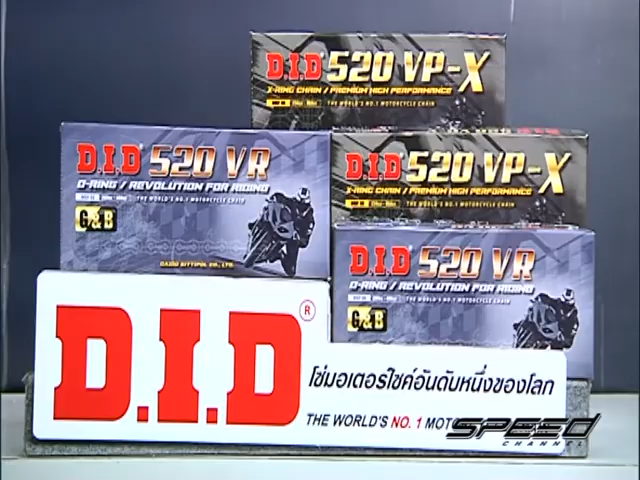 D.I.D 520 VP-X
X-RING CHAIN / PREMIUM HIGH PERFORMANCE
THE WORLD'S NO.1 MOTORCYCLE CHAIN
D.I.D 520 VR
O-RING / REVOLUTION FOR RIDING
THE WORLD'S NO.1 MOTORCYCLE CHAIN
G&B
DAIDO SITTIPOL CO., LTD.
D.I.D 520 VP-X
X-RING CHAIN / PREMIUM HIGH PERFORMANCE
THE WORLD'S NO.1 MOTORCYCLE CHAIN
D.I.D 520 VR
O-RING / REVOLUTION FOR RIDING
THE WORLD'S NO.1 MOTORCYCLE CHAIN
G&B
D.I.D®
โซ่มอเตอร์ไซค์อันดับหนึ่งของโลก
THE WORLD'S NO. 1 MOT
SPEED
CHANNEL